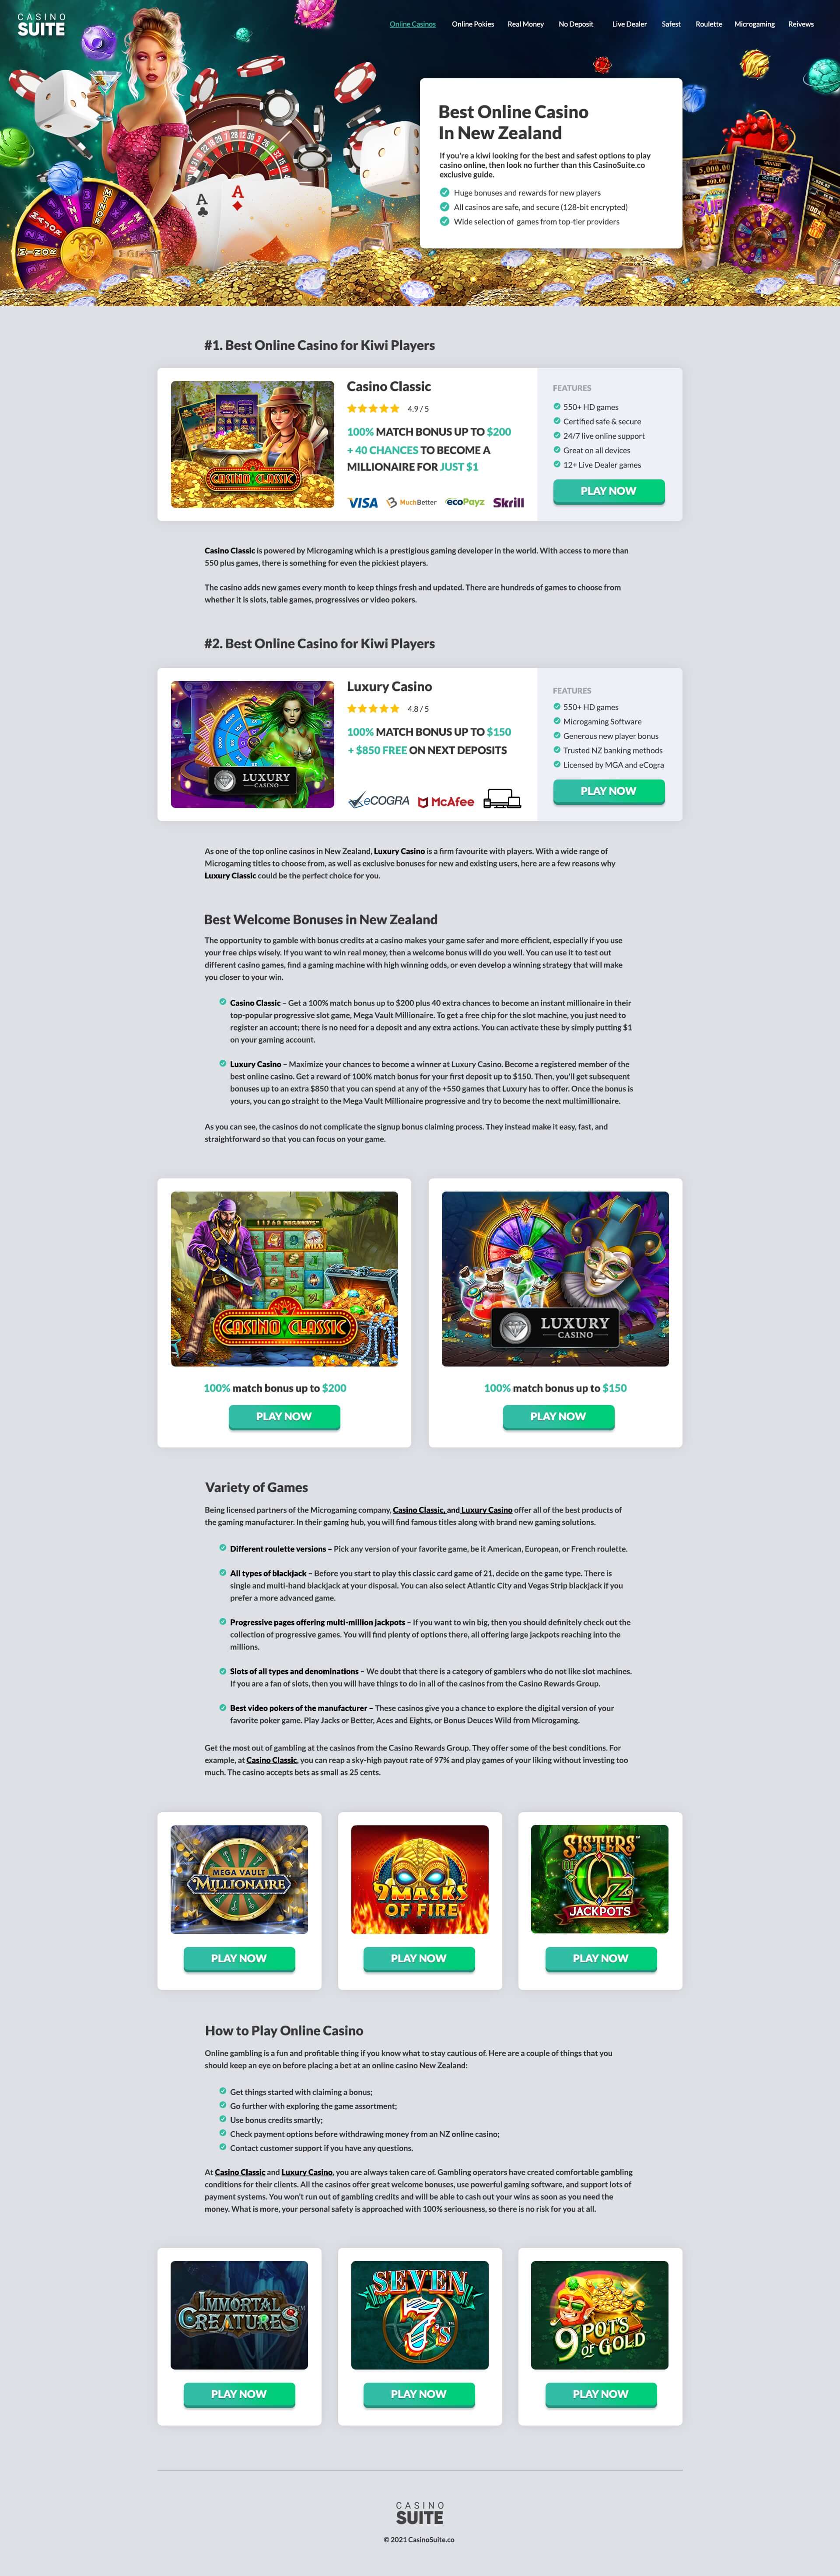 CASINO
SUITE
Online Casinos
Online Pokies
Real Money
No Deposit
Live Dealer
Safest
Roulette
Microgaming
Reivews
Best Online Casino
In New Zealand
If you're a kiwi looking for the best and safest options to play
casino online, then look no further than this CasinoSuite.co
exclusive guide.
Huge bonuses and rewards for new players
All casinos are safe, and secure (128-bit encrypted)
Wide selection of games from top-tier providers
#1. Best Online Casino for Kiwi Players
CASINO CLASSIC
Casino Classic
4.9 / 5
100% MATCH BONUS UP TO $200
+ 40 CHANCES TO BECOME A
MILLIONAIRE FOR JUST $1
VISA
MuchBetter
ecoPayz
Skrill
FEATURES
550+ HD games
Certified safe & secure
24/7 live online support
Great on all devices
12+ Live Dealer games
PLAY NOW
Casino Classic is powered by Microgaming which is a prestigious gaming developer in the world. With access to more than
550 plus games, there is something for even the pickiest players.
The casino adds new games every month to keep things fresh and updated. There are hundreds of games to choose from
whether it is slots, table games, progressives or video pokers.
#2. Best Online Casino for Kiwi Players
LUXURY
CASINO
Luxury Casino
4.8 / 5
100% MATCH BONUS UP TO $150
+ $850 FREE ON NEXT DEPOSITS
eCOGRA
McAfee
FEATURES
550+ HD games
Microgaming Software
Generous new player bonus
Trusted NZ banking methods
Licensed by MGA and eCogra
PLAY NOW
As one of the top online casinos in New Zealand, Luxury Casino is a firm favourite with players. With a wide range of
Microgaming titles to choose from, as well as exclusive bonuses for new and existing users, here are a few reasons why
Luxury Classic could be the perfect choice for you.
Best Welcome Bonuses in New Zealand
The opportunity to gamble with bonus credits at a casino makes your game safer and more efficient, especially if you use
your free chips wisely. If you want to win real money, then a welcome bonus will do you well. You can use it to test out
different casino games, find a gaming machine with high winning odds, or even develop a winning strategy that will make
you closer to your win.
Casino Classic – Get a 100% match bonus up to $200 plus 40 extra chances to become an instant millionaire in their
top-popular progressive slot game, Mega Vault Millionaire. To get a free chip for the slot machine, you just need to
register an account; there is no need for a deposit and any extra actions. You can activate these by simply putting $1
on your gaming account.
Luxury Casino – Maximize your chances to become a winner at Luxury Casino. Become a registered member of the
best online casino. Get a reward of 100% match bonus for your first deposit up to $150. Then, you'll get subsequent
bonuses up to an extra $850 that you can spend at any of the +550 games that Luxury has to offer. Once the bonus is
yours, you can go straight to the Mega Vault Millionaire progressive and try to become the next multimillionaire.
As you can see, the casinos do not complicate the signup bonus claiming process. They instead make it easy, fast, and
straightforward so that you can focus on your game.
11760 MEGAWAYS
WILD
CASINO CLASSIC
100% match bonus up to $200
PLAY NOW
LUXURY
CASINO
100% match bonus up to $150
PLAY NOW
Variety of Games
Being licensed partners of the Microgaming company, Casino Classic, and Luxury Casino offer all of the best products of
the gaming manufacturer. In their gaming hub, you will find famous titles along with brand new gaming solutions.
Different roulette versions – Pick any version of your favorite game, be it American, European, or French roulette.
All types of blackjack – Before you start to play this classic card game of 21, decide on the game type. There is
single and multi-hand blackjack at your disposal. You can also select Atlantic City and Vegas Strip blackjack if you
prefer a more advanced game.
Progressive pages offering multi-million jackpots – If you want to win big, then you should definitely check out the
collection of progressive games. You will find plenty of options there, all offering large jackpots reaching into the
millions.
Slots of all types and denominations – We doubt that there is a category of gamblers who do not like slot machines.
If you are a fan of slots, then you will have things to do in all of the casinos from the Casino Rewards Group.
Best video pokers of the manufacturer – These casinos give you a chance to explore the digital version of your
favorite poker game. Play Jacks or Better, Aces and Eights, or Bonus Deuces Wild from Microgaming.
Get the most out of gambling at the casinos from the Casino Rewards Group. They offer some of the best conditions. For
example, at Casino Classic, you can reap a sky-high payout rate of 97% and play games of your liking without investing too
much. The casino accepts bets as small as 25 cents.
MEGA VAULT
MILLIONAIRE
PLAY NOW
9 MASKS
OF FIRE
PLAY NOW
SISTERS
OF OZ
JACKPOTS
PLAY NOW
How to Play Online Casino
Online gambling is a fun and profitable thing if you know what to stay cautious of. Here are a couple of things that you
should keep an eye on before placing a bet at an online casino New Zealand:
Get things started with claiming a bonus;
Go further with exploring the game assortment;
Use bonus credits smartly;
Check payment options before withdrawing money from an NZ online casino;
Contact customer support if you have any questions.
At Casino Classic and Luxury Casino, you are always taken care of. Gambling operators have created comfortable gambling
conditions for their clients. All the casinos offer great welcome bonuses, use powerful gaming software, and support lots of
payment systems. You won't run out of gambling credits and will be able to cash out your wins as soon as you need the
money. What is more, your personal safety is approached with 100% seriousness, so there is no risk for you at all.
IMMORTAL
CREATURES
PLAY NOW
SEVEN
7's
PLAY NOW
9 POTS
OF GOLD
PLAY NOW
CASINO
SUITE
© 2021 CasinoSuite.co